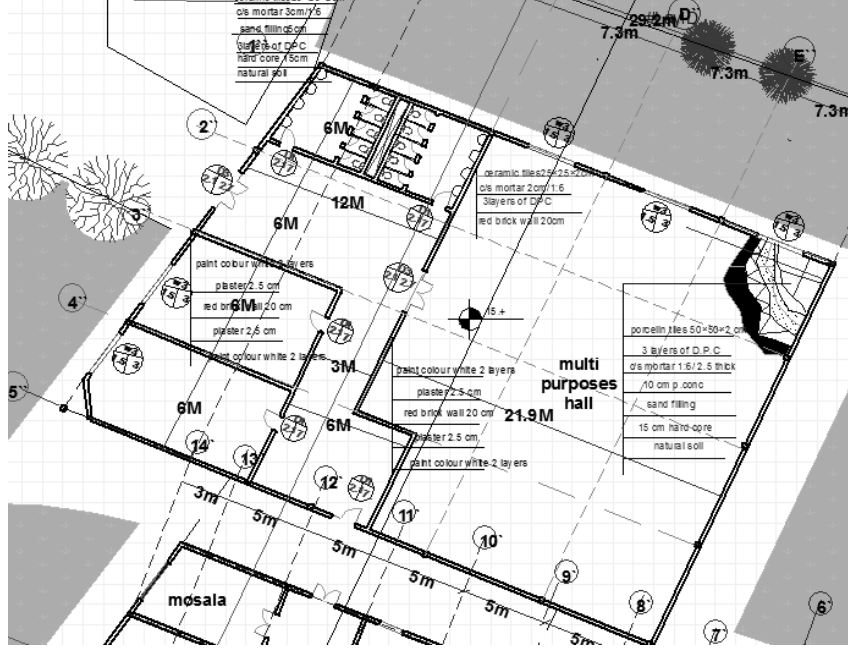 c/s mortar 3cm/1:6
sand filling5cm
3layers of DPC
hard core 15cm
natural soil
1``
2``
3``
4``
5``
D``
E``
29.2m
7.3m
7.3m
7.3m
6M
12M
6M
6M
6M
3M
6M
21.9M
ceramic tiles25×25×2cm
c/s mortar 2cm/1:6
3layers of DPC
red brick wall 20cm
paint colour white 2 layers
plaster 2.5 cm
red brick wall 20 cm
plaster 2.5 cm
paint colour white 2 layers
15.+
multi
purposes
hall
paint colour white 2 layers
plaster 2.5 cm
red brick wall 20 cm
plaster 2.5 cm
paint colour white 2 layers
porcelin tiles 50×50×2 cm
3 layers of D.P.C
c/s mortar 1:6/2.5 thick
10 cm p.conc
sand filling
15 cm hard core
natural soil
14`
13`
12`
11`
10`
9`
8`
7`
6`
3m
5m
5m
5m
5m
5m
mosala